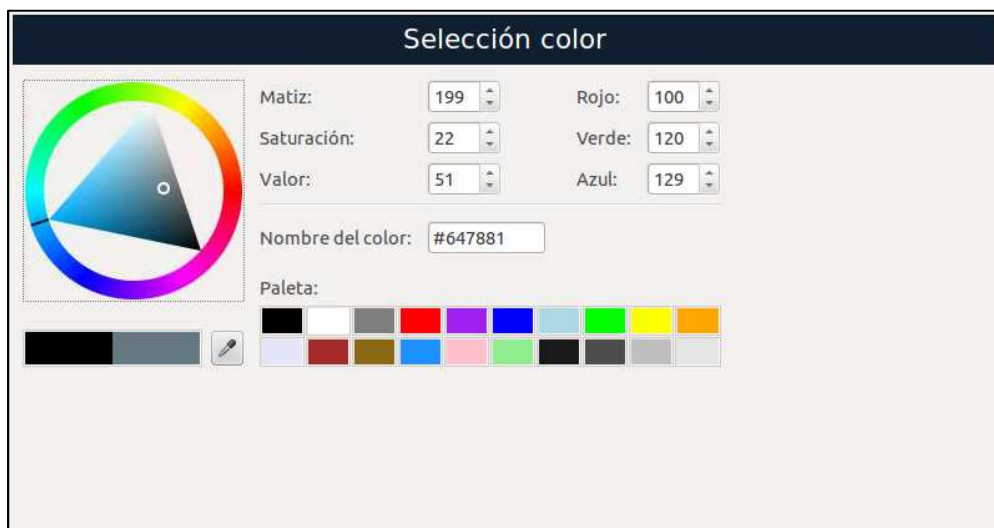 Selección color
Matiz: 199 Rojo: 100
Saturación: 22 Verde: 120
Valor: 51 Azul: 129
Nombre del color: #647881
Paleta: